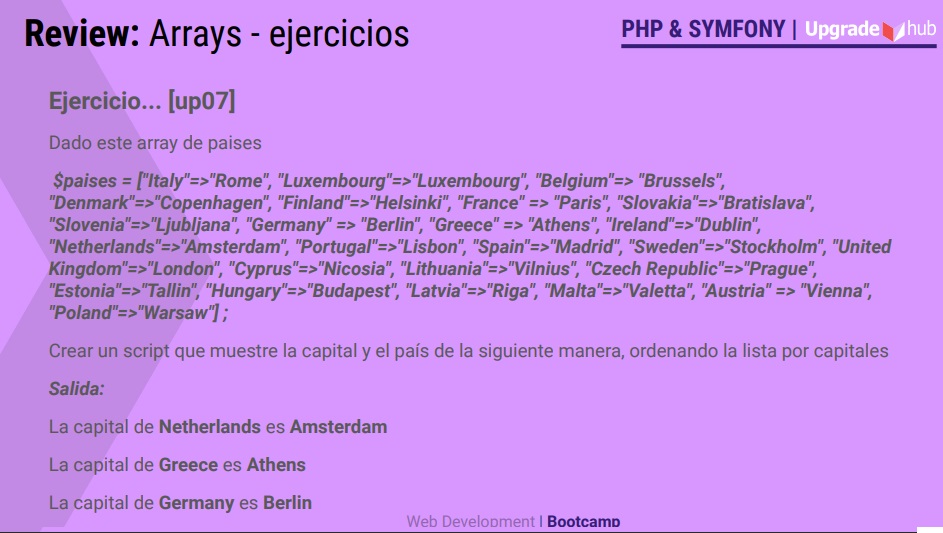 Review: Arrays - ejercicios
PHP & SYMFONY | Upgrade hub
Ejercicio... [up07]
Dado este array de paises
$paises = ["Italy"=>"Rome", "Luxembourg"=>"Luxembourg", "Belgium"=> "Brussels",
"Denmark"=>"Copenhagen", "Finland"=>"Helsinki", "France" => "Paris", "Slovakia"=>"Bratislava",
"Slovenia"=>"Ljubljana", "Germany" => "Berlin", "Greece" => "Athens", "Ireland"=>"Dublin",
"Netherlands"=>"Amsterdam", "Portugal"=>"Lisbon", "Spain"=>"Madrid", "Sweden"=>"Stockholm", "United
Kingdom"=>"London", "Cyprus"=>"Nicosia", "Lithuania"=>"Vilnius", "Czech Republic"=>"Prague",
"Estonia"=>"Tallin", "Hungary"=>"Budapest", "Latvia"=>"Riga", "Malta"=>"Valetta", "Austria" => "Vienna",
"Poland"=>"Warsaw"] ;
Crear un script que muestre la capital y el país de la siguiente manera, ordenando la lista por capitales
Salida:
La capital de Netherlands es Amsterdam
La capital de Greece es Athens
La capital de Germany es Berlin
Web Development | Bootcamp